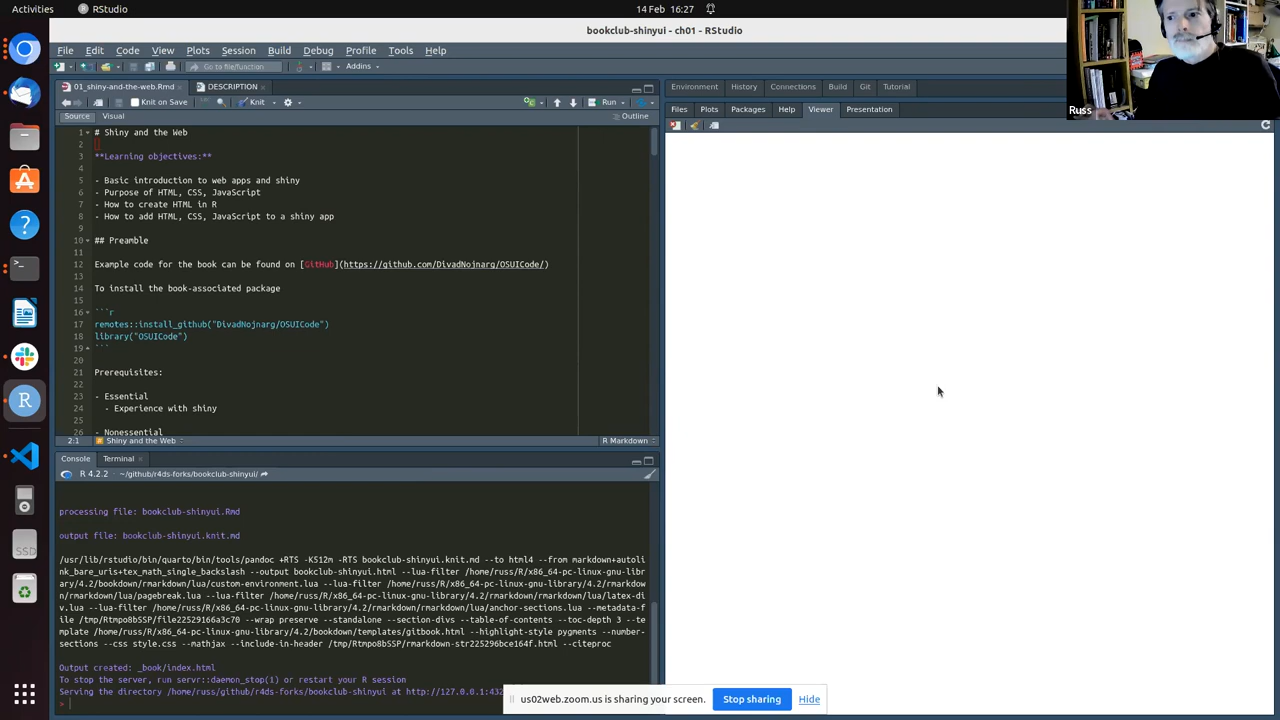 Activities RStudio 14 Feb 16:27
bookclub-shinyui - ch01 - RStudio
File Edit Code View Plots Session Build Debug Profile Tools Help
Go to file/function Addins
01_shiny-and-the-web.Rmd DESCRIPTION
Knit on Save Knit Run
Source Visual Outline
1 # Shiny and the Web
2
3 **Learning objectives:**
4
5 - Basic introduction to web apps and shiny
6 - Purpose of HTML, CSS, JavaScript
7 - How to create HTML in R
8 - How to add HTML, CSS, JavaScript to a shiny app
9
10 ## Preamble
11
12 Example code for the book can be found on [GitHub](https://github.com/DivadNojnarg/OSUICode/)
13
14 To install the book-associated package
15
16 ```r
17 remotes::install_github("DivadNojnarg/OSUICode")
18 library("OSUICode")
19 ```
20
21 Prerequisites:
22
23 - Essential
24 - Experience with shiny
25
26 - Nonessential
2:1 Shiny and the Web R Markdown
Console Terminal
R 4.2.2 · ~/github/r4ds-forks/bookclub-shinyui/
processing file: bookclub-shinyui.Rmd
output file: bookclub-shinyui.knit.md
/usr/lib/rstudio/bin/quarto/bin/tools/pandoc +RTS -K512m -RTS bookclub-shinyui.knit.md --to html4 --from markdown+autoli
nk_bare_uris+tex_math_single_backslash --output bookclub-shinyui.html --lua-filter /home/russ/R/x86_64-pc-linux-gnu-libr
ary/4.2/bookdown/rmarkdown/lua/custom-environment.lua --lua-filter /home/russ/R/x86_64-pc-linux-gnu-library/4.2/rmarkdow
n/rmarkdown/lua/pagebreak.lua --lua-filter /home/russ/R/x86_64-pc-linux-gnu-library/4.2/rmarkdown/rmarkdown/lua/latex-di
v.lua --lua-filter /home/russ/R/x86_64-pc-linux-gnu-library/4.2/rmarkdown/rmarkdown/lua/anchor-sections.lua --metadata-f
ile /tmp/Rtmpo8bSSP/file22529166a3c70 --wrap preserve --standalone --section-divs --table-of-contents --toc-depth 3 --te
mplate /home/russ/R/x86_64-pc-linux-gnu-library/4.2/bookdown/templates/gitbook.html --highlight-style pygments --number-
sections --css style.css --mathjax --include-in-header /tmp/Rtmpo8bSSP/rmarkdown-str225296bce164f.html --citeproc
Output created: _book/index.html
To stop the server, run servr::daemon_stop(1) or restart your R session
Serving the directory /home/russ/github/r4ds-forks/bookclub-shinyui at http://127.0.0.1:432
>
Environment History Connections Build Git Tutorial
Files Plots Packages Help Viewer Presentation
Russ
SSD
us02web.zoom.us is sharing your screen. Stop sharing Hide